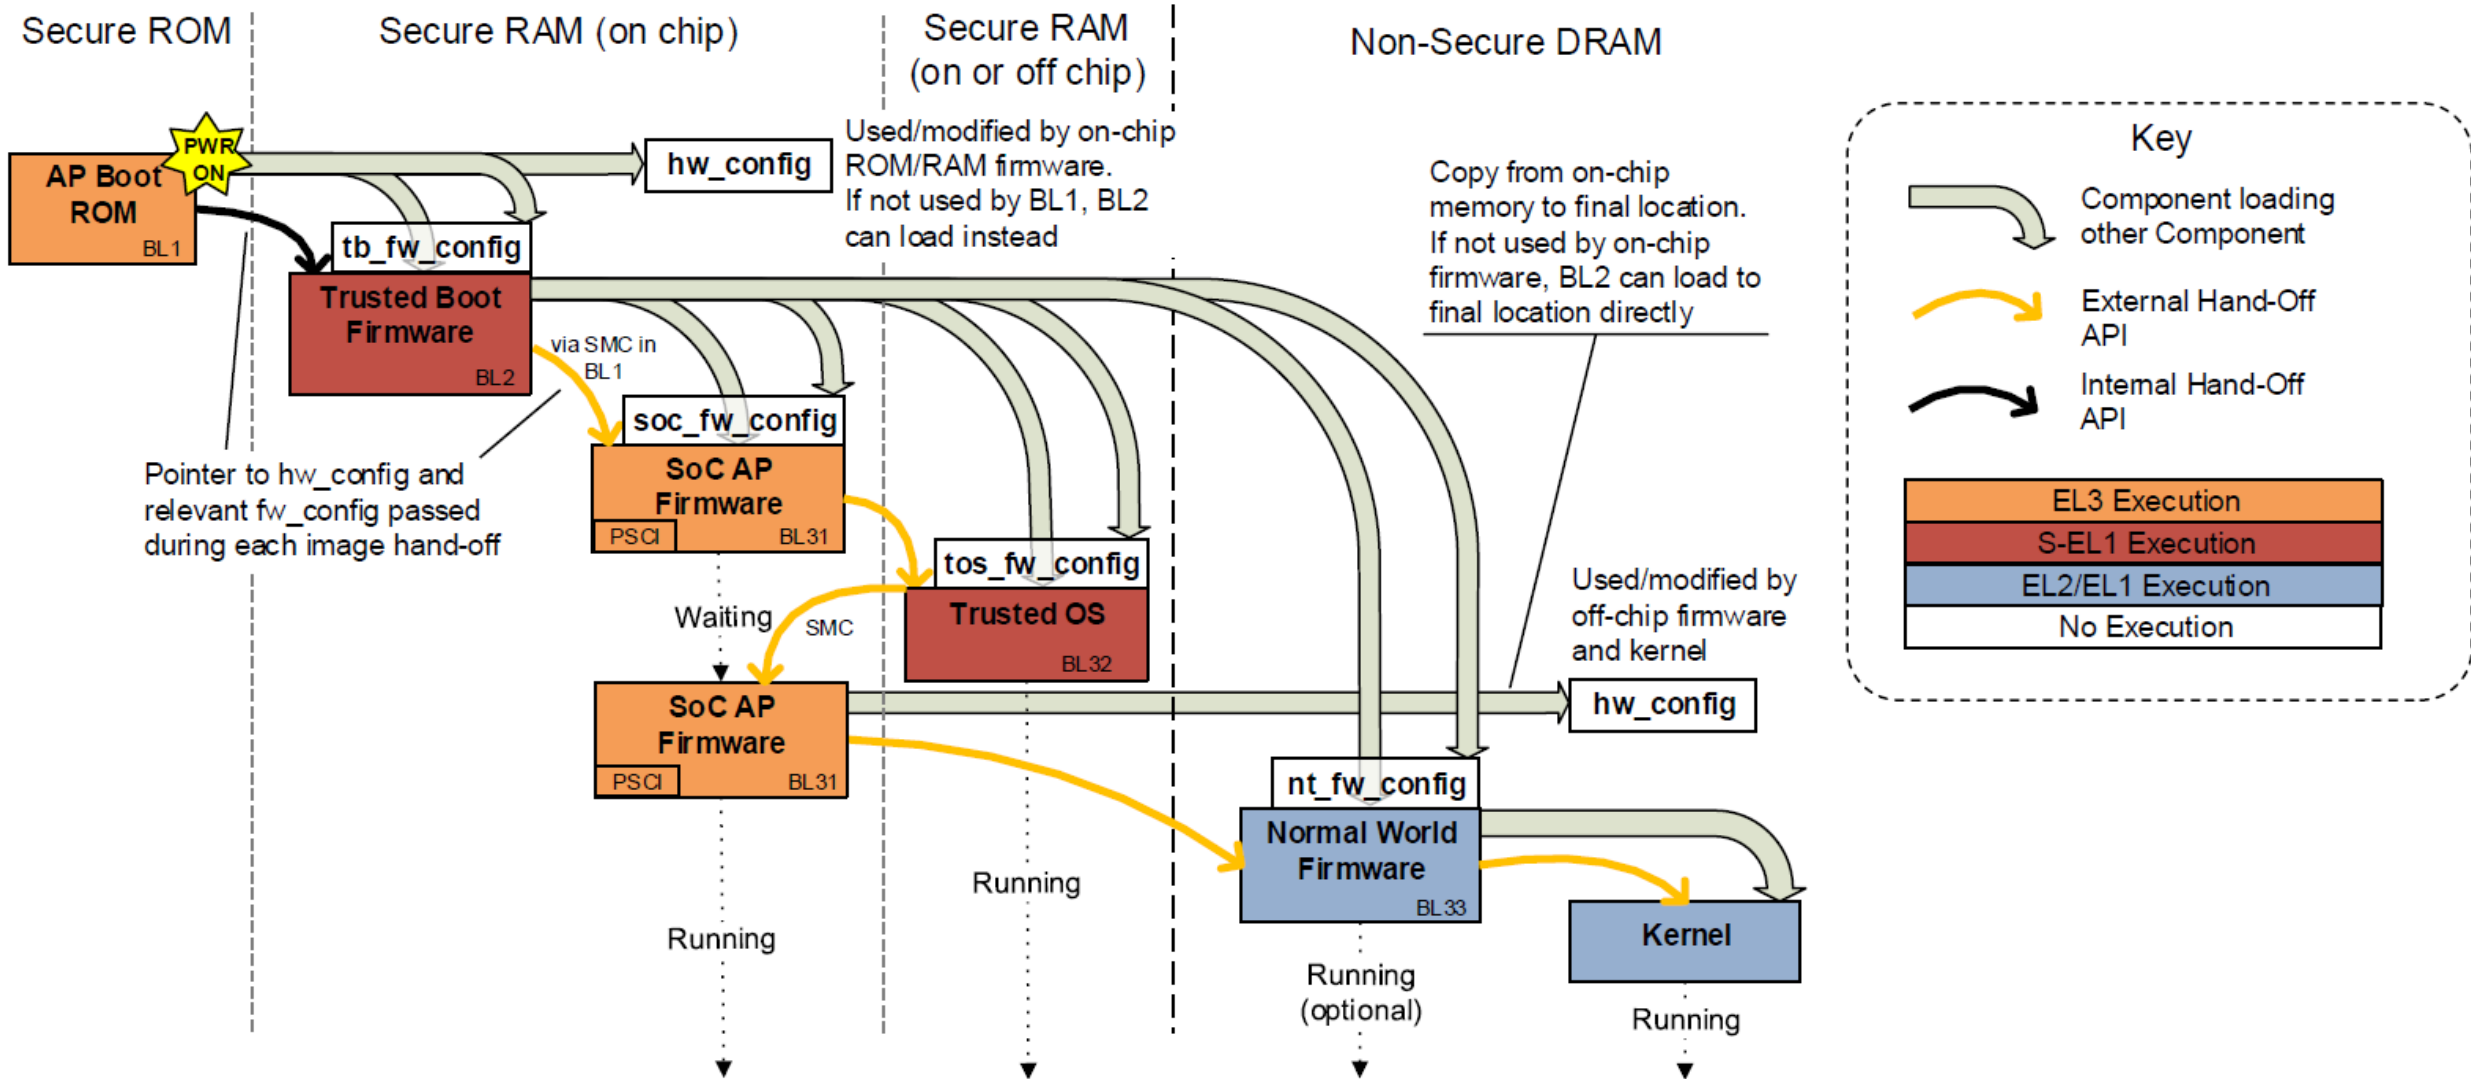 Secure ROM
Secure RAM (on chip)
Secure RAM
(on or off chip)
Non-Secure DRAM
PWR
ON
AP Boot
ROM
BL1
hw_config
Used/modified by on-chip
ROM/RAM firmware.
If not used by BL1, BL2
can load instead
tb_fw_config
Trusted Boot
Firmware
BL2
via SMC in
BL1
Copy from on-chip
memory to final location.
If not used by on-chip
firmware, BL2 can load to
final location directly
Pointer to hw_config and
relevant fw_config passed
during each image hand-off
soc_fw_config
SoC AP
Firmware
PSCI
BL31
Waiting
SMC
tos_fw_config
Trusted OS
BL32
Used/modified by
off-chip firmware
and kernel
hw_config
SoC AP
Firmware
PSCI
BL31
nt_fw_config
Normal World
Firmware
BL33
Kernel
Running
Running
Running
(optional)
Running
Key
Component loading
other Component
External Hand-Off
API
Internal Hand-Off
API
EL3 Execution
S-EL1 Execution
EL2/EL1 Execution
No Execution